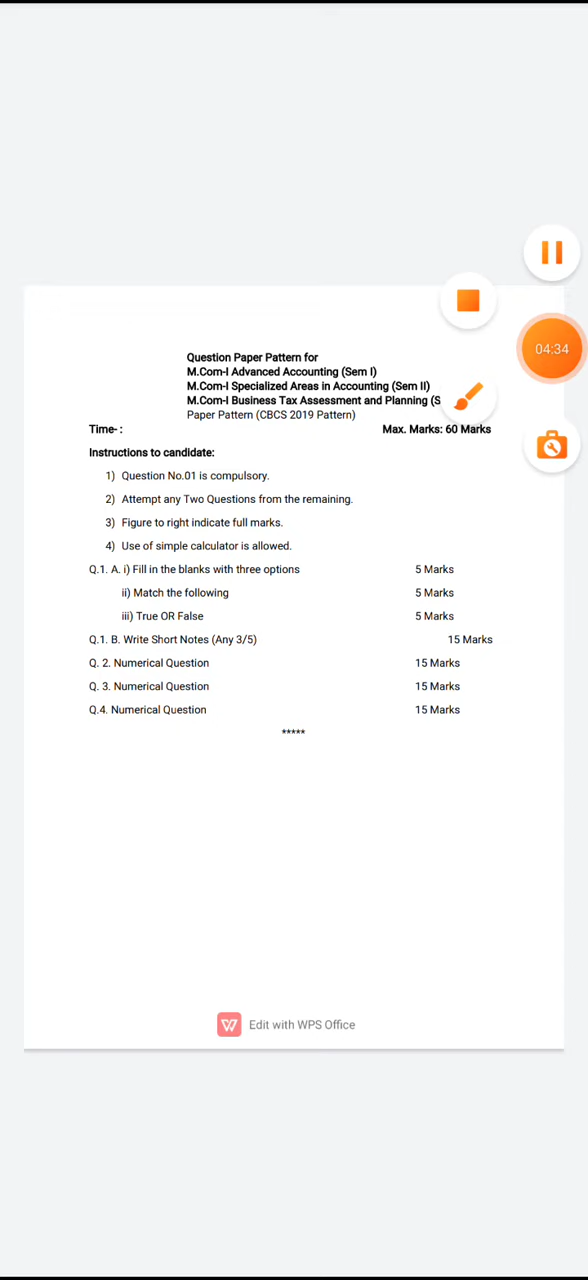 04:34
Question Paper Pattern for
M.Com-I Advanced Accounting (Sem I)
M.Com-I Specialized Areas in Accounting (Sem II)
M.Com-I Business Tax Assessment and Planning (S
Paper Pattern (CBCS 2019 Pattern)
Time- : Max. Marks: 60 Marks
Instructions to candidate:
1) Question No.01 is compulsory.
2) Attempt any Two Questions from the remaining.
3) Figure to right indicate full marks.
4) Use of simple calculator is allowed.
Q.1. A. i) Fill in the blanks with three options 5 Marks
ii) Match the following 5 Marks
iii) True OR False 5 Marks
Q.1. B. Write Short Notes (Any 3/5) 15 Marks
Q. 2. Numerical Question 15 Marks
Q. 3. Numerical Question 15 Marks
Q.4. Numerical Question 15 Marks
*****
Edit with WPS Office